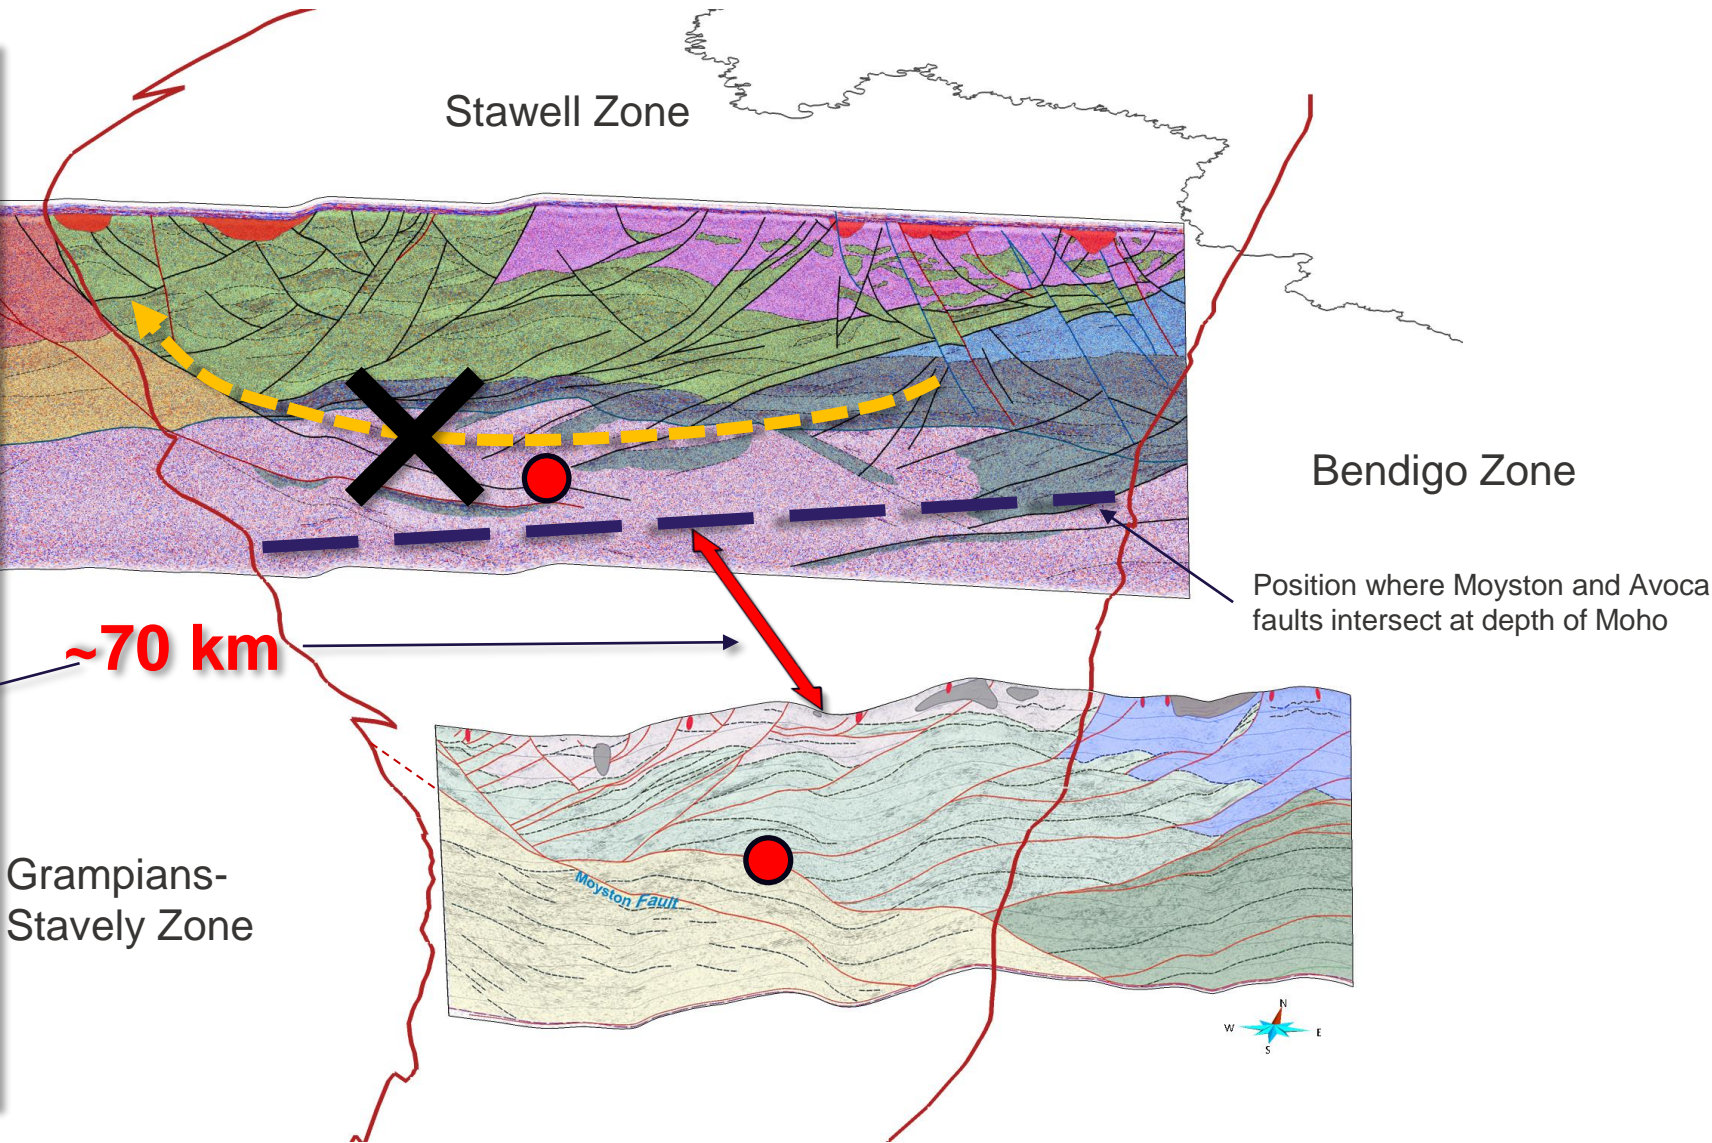 Stawell Zone
Bendigo Zone
Position where Moyston and Avoca
faults intersect at depth of Moho
~70 km
Moyston Fault
Grampians-
Stavely Zone
N
W
E
S